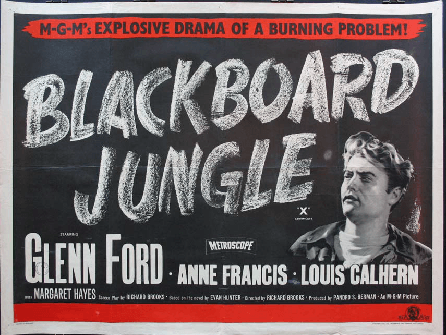 M-G-M's EXPLOSIVE DRAMA OF A BURNING PROBLEM!
BLACKBOARD
JUNGLE
"X"
STARRING
METROSCOPE
GLENN FORD · ANNE FRANCIS · LOUIS CALHERN
WITH MARGARET HAYES Screen Play by RICHARD BROOKS · Based on the novel by EVAN HUNTER · Directed by RICHARD BROOKS · Produced by PANDRO S. BERMAN · An M-G-M Picture